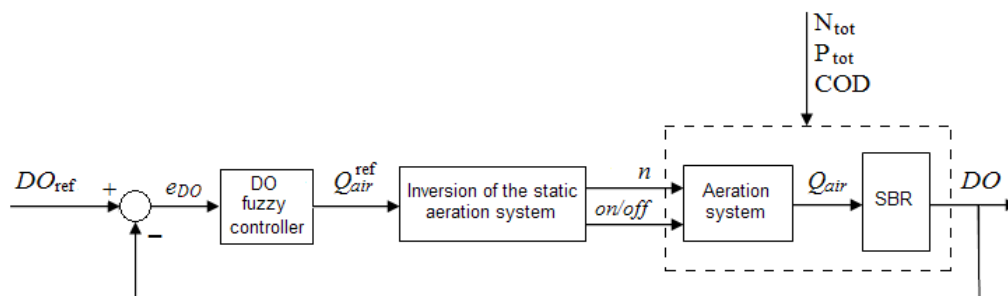 N_tot
P_tot
COD
DO_ref
+
−
e_DO
DO
fuzzy
controller
Q_air^ref
Inversion of the static
aeration system
n
on/off
Aeration
system
Q_air
SBR
DO